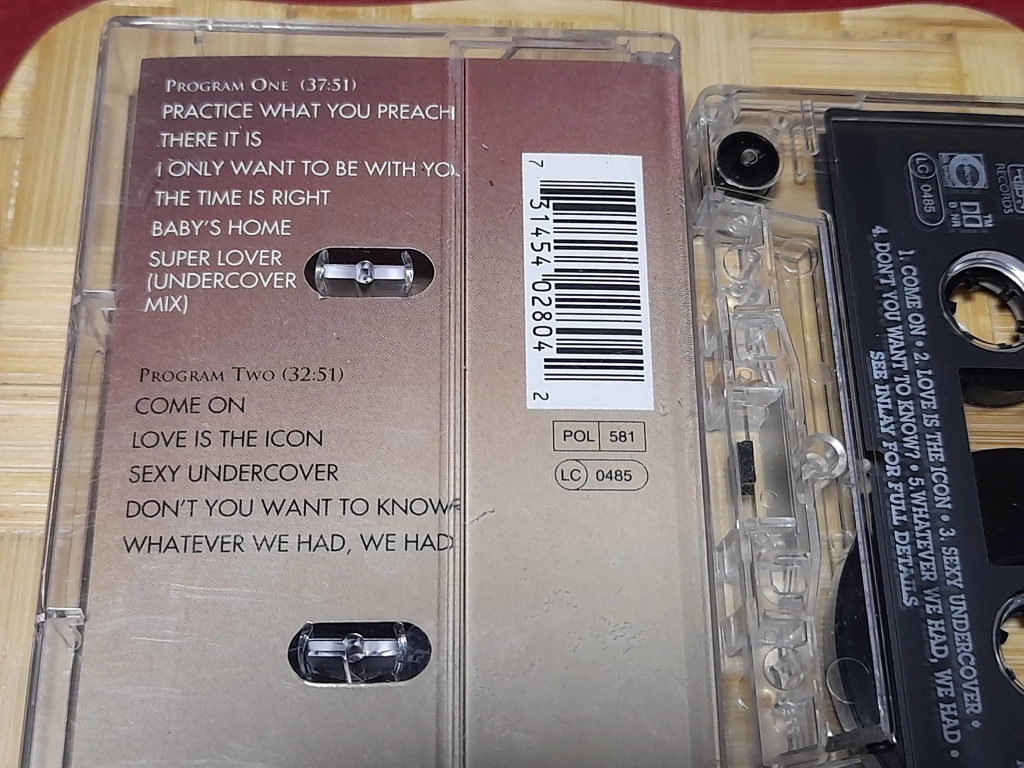 PROGRAM ONE (37:51)
PRACTICE WHAT YOU PREACH
THERE IT IS
I ONLY WANT TO BE WITH YOU
THE TIME IS RIGHT
BABY'S HOME
SUPER LOVER
(UNDERCOVER
MIX)
PROGRAM TWO (32:51)
COME ON
LOVE IS THE ICON
SEXY UNDERCOVER
DON'T YOU WANT TO KNOW?
WHATEVER WE HAD, WE HAD
7 31454 02804 2
POL 581
LC 0485
RECORDS
LC 0485
1. COME ON • 2. LOVE IS THE ICON • 3. SEXY UNDERCOVER •
4. DON'T YOU WANT TO KNOW? • 5. WHATEVER WE HAD, WE HAD •
SEE INLAY FOR FULL DETAILS